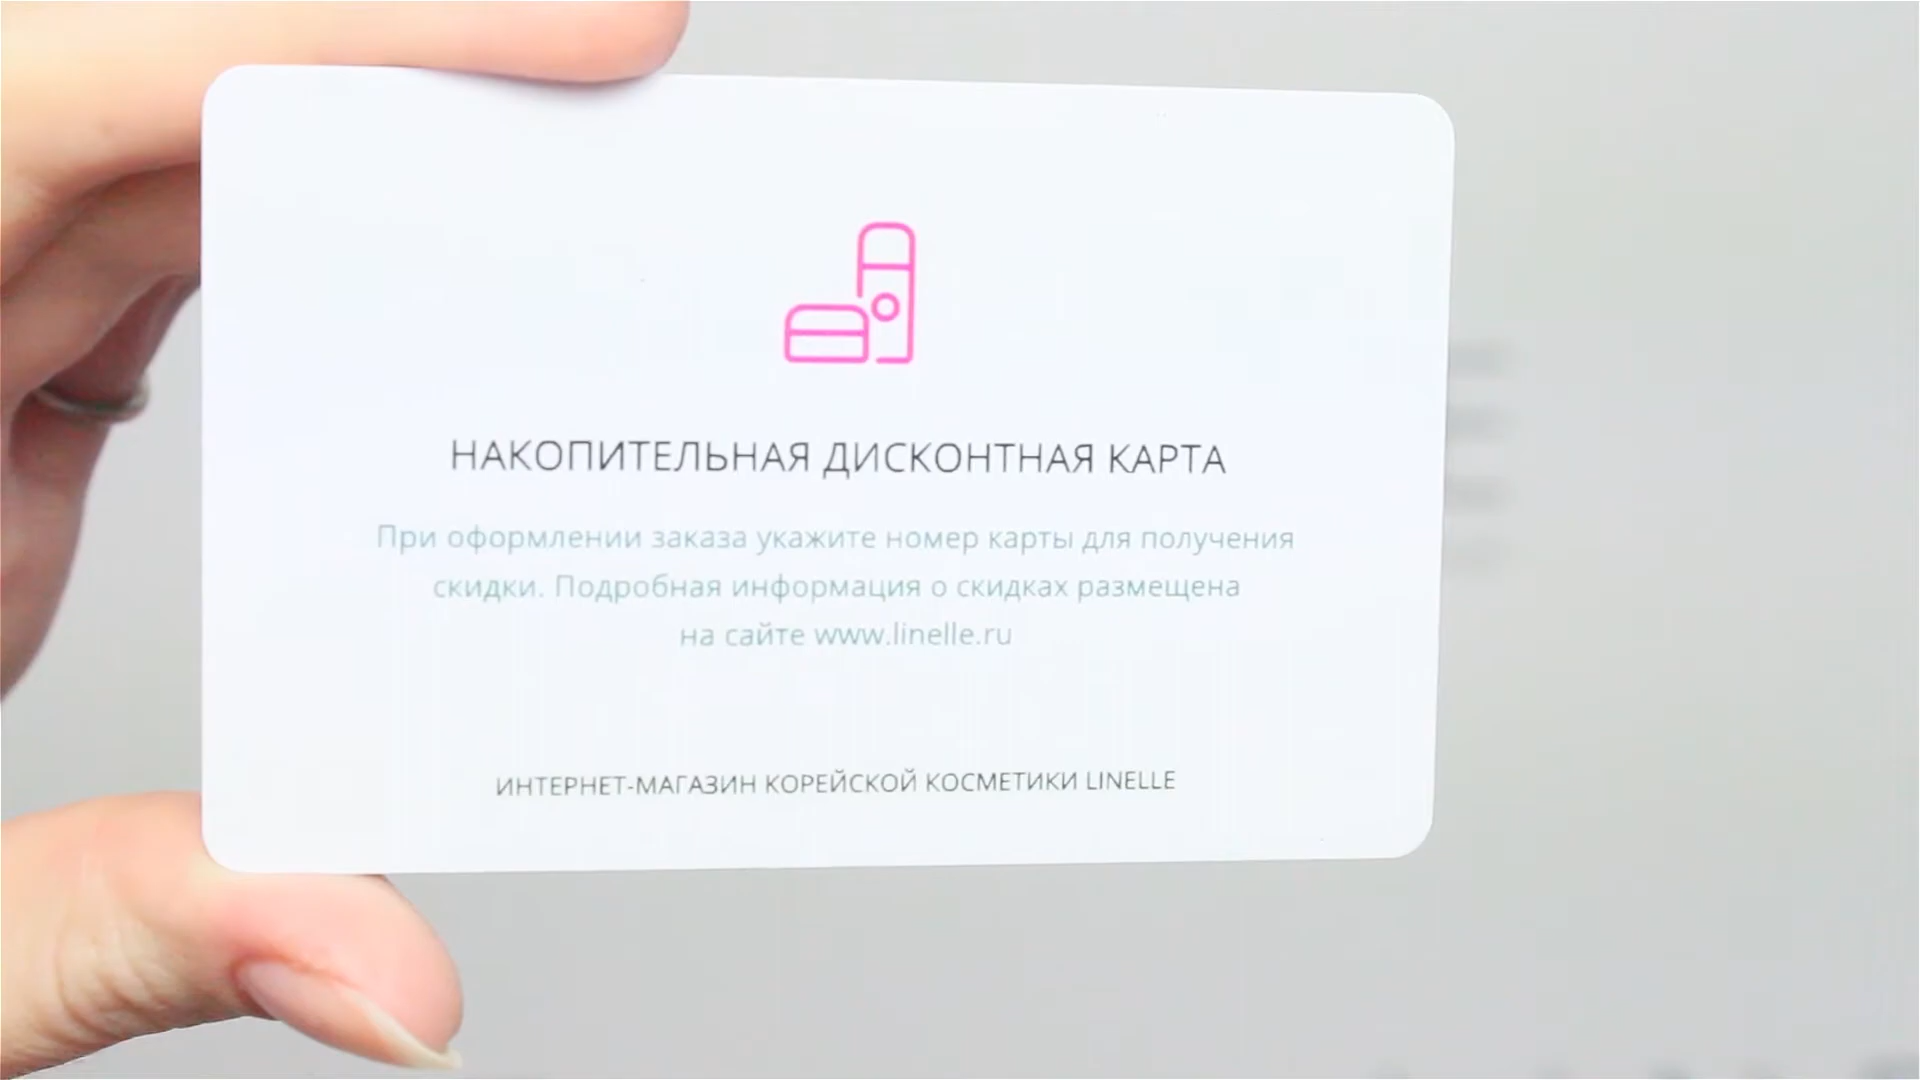 НАКОПИТЕЛЬНАЯ ДИСКОНТНАЯ КАРТА
При оформлении заказа укажите номер карты для получения
скидки. Подробная информация о скидках размещена
на сайте www.linelle.ru
ИНТЕРНЕТ-МАГАЗИН КОРЕЙСКОЙ КОСМЕТИКИ LINELLE